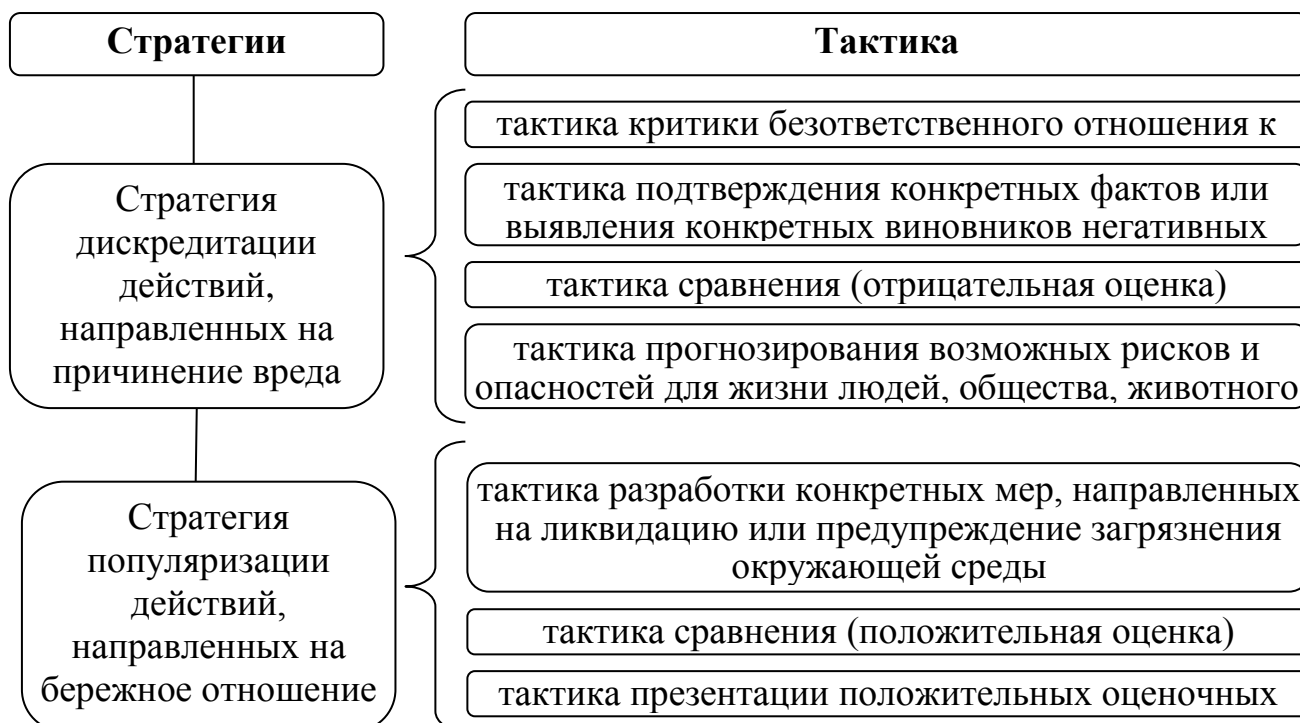 Стратегии
Тактика
Стратегия
дискредитации
действий,
направленных на
причинение вреда
тактика критики безответственного отношения к
тактика подтверждения конкретных фактов или
выявления конкретных виновников негативных
тактика сравнения (отрицательная оценка)
тактика прогнозирования возможных рисков и
опасностей для жизни людей, общества, животного
Стратегия
популяризации
действий,
направленных на
бережное отношение
тактика разработки конкретных мер, направленных
на ликвидацию или предупреждение загрязнения
окружающей среды
тактика сравнения (положительная оценка)
тактика презентации положительных оценочных